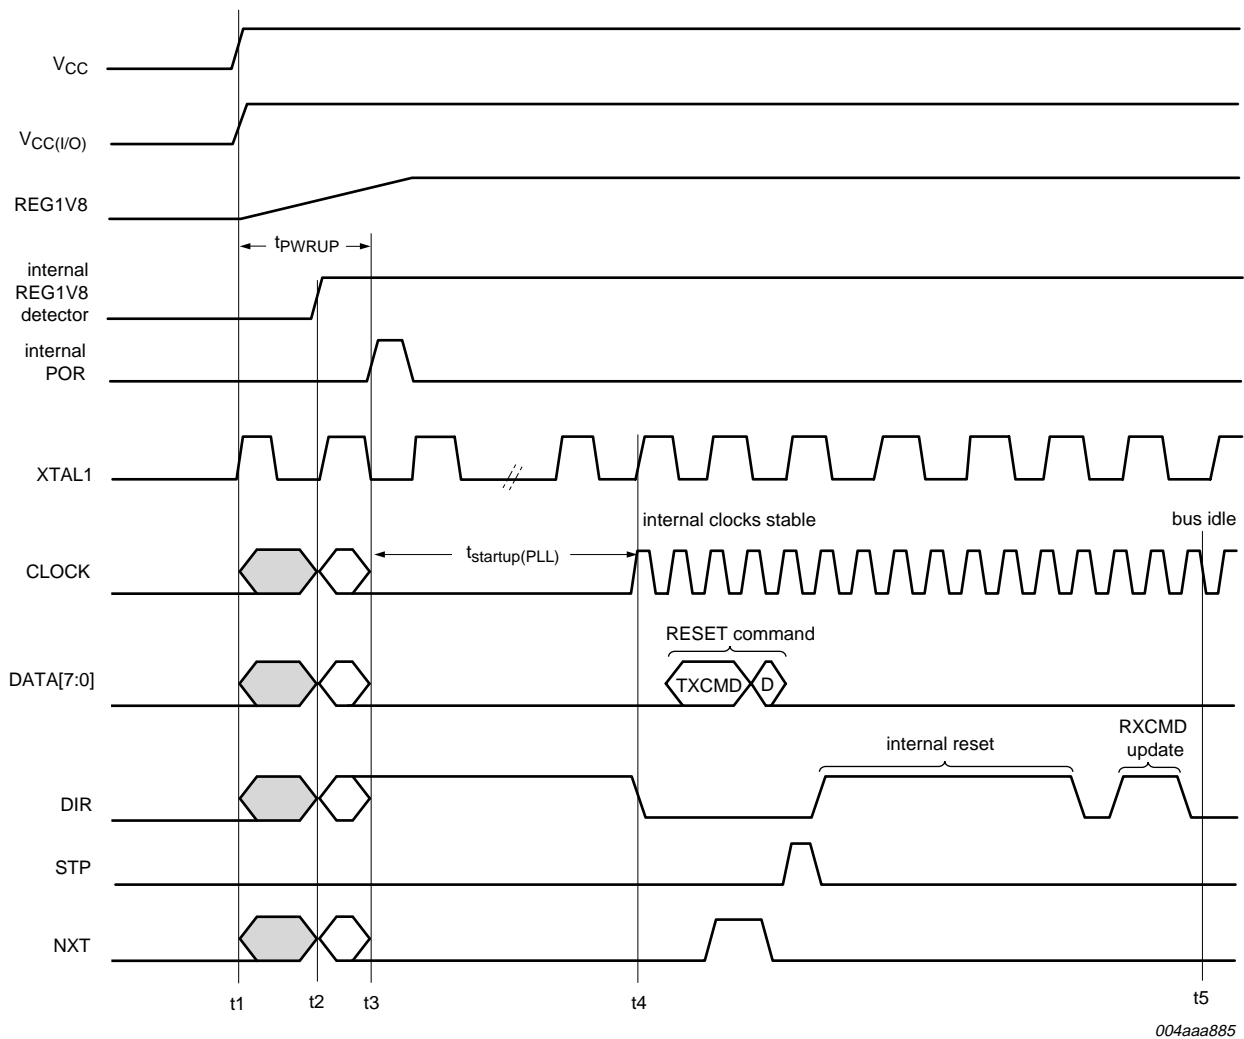 VCC
VCC(I/O)
REG1V8
tPWRUP
internal
REG1V8
detector
internal
POR
XTAL1
internal clocks stable
bus idle
CLOCK
tstartup(PLL)
RESET command
DATA[7:0]
TXCMD
D
RXCMD
update
internal reset
DIR
STP
NXT
t1
t2
t3
t4
t5
004aaa885